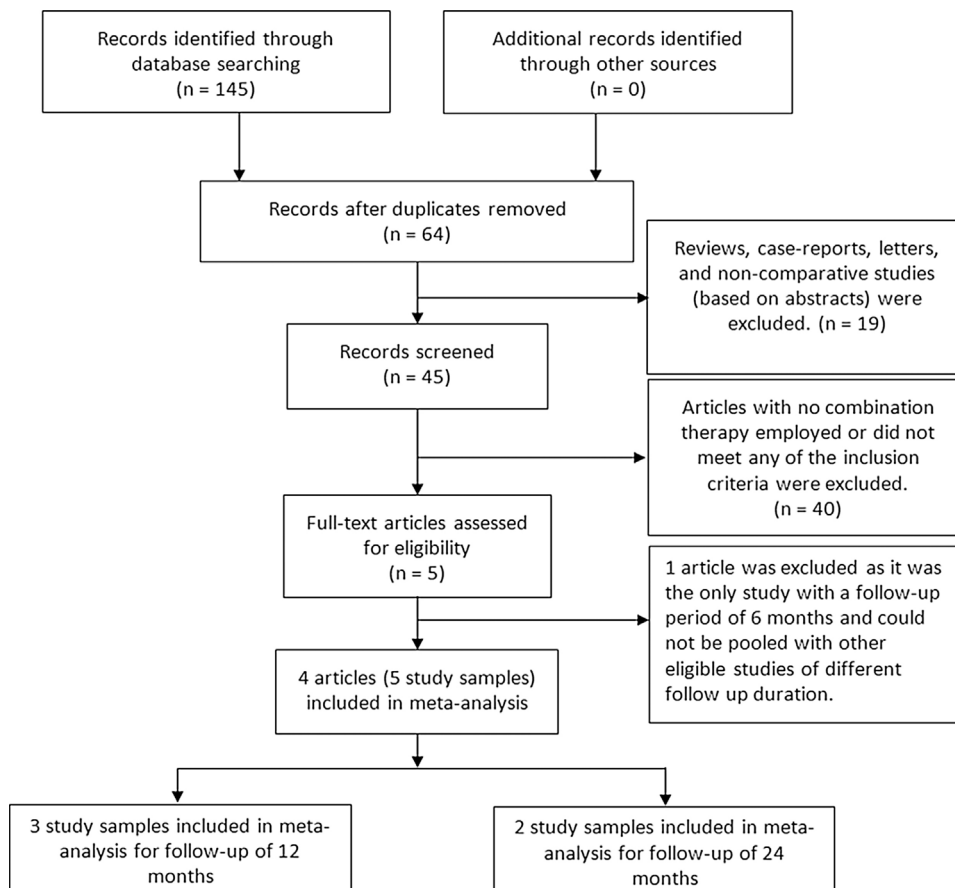 Records identified through
database searching
(n = 145)
Additional records identified
through other sources
(n = 0)
Records after duplicates removed
(n = 64)
Reviews, case-reports, letters,
and non-comparative studies
(based on abstracts) were
excluded. (n = 19)
Records screened
(n = 45)
Articles with no combination
therapy employed or did not
meet any of the inclusion
criteria were excluded.
(n = 40)
Full-text articles assessed
for eligibility
(n = 5)
1 article was excluded as it was
the only study with a follow-up
period of 6 months and could
not be pooled with other
eligible studies of different
follow up duration.
4 articles (5 study samples)
included in meta-analysis
3 study samples included in meta-
analysis for follow-up of 12
months
2 study samples included in meta-
analysis for follow-up of 24
months